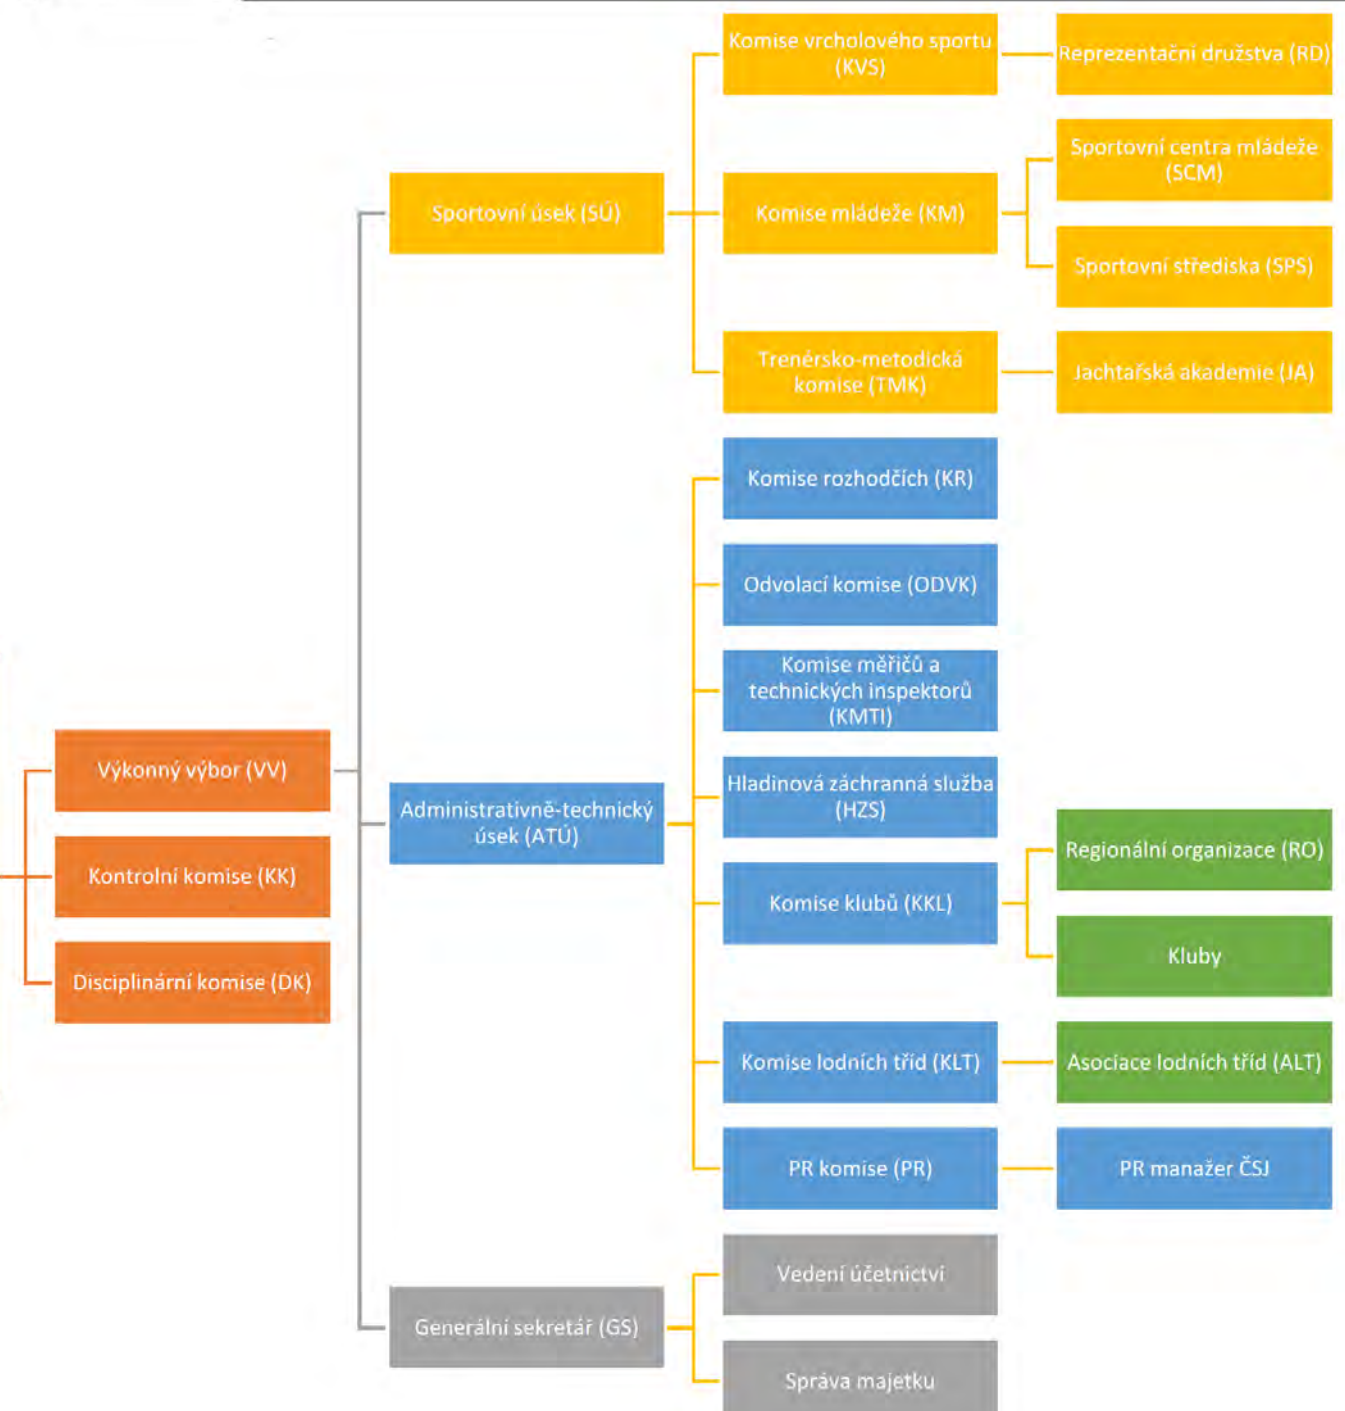 Komise vrcholového sportu
(KVS)
Reprezentační družstva (RD)
Sportovní centra mládeže
(SCM)
Sportovní úsek (SÚ)
Komise mládeže (KM)
Sportovní střediska (SPS)
Trenérsko-metodická
komise (TMK)
Jachtařská akademie (JA)
Komise rozhodčích (KR)
Odvolací komise (ODVK)
Komise měřičů a
technických inspektorů
(KMTI)
Výkonný výbor (VV)
Hladinová záchranná služba
(HZS)
Administrativně-technický
úsek (ATÚ)
Regionální organizace (RO)
Kontrolní komise (KK)
Komise klubů (KKL)
Kluby
Disciplinární komise (DK)
Komise lodních tříd (KLT)
Asociace lodních tříd (ALT)
PR komise (PR)
PR manažer ČSJ
Vedení účetnictví
Generální sekretář (GS)
Správa majetku